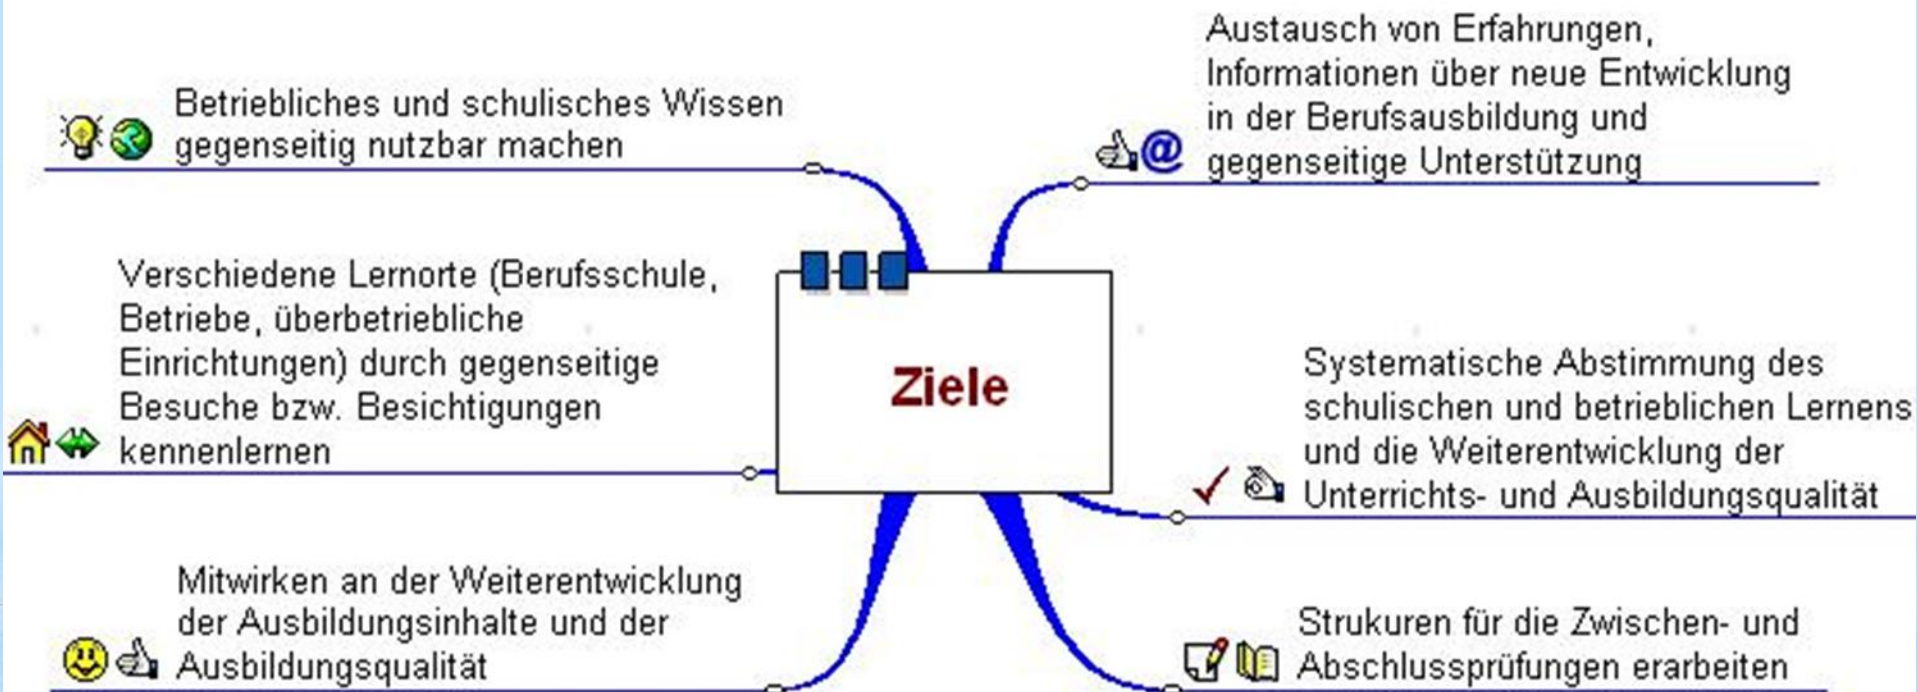 Betriebliches und schulisches Wissen
gegenseitig nutzbar machen
Austausch von Erfahrungen,
Informationen über neue Entwicklung
in der Berufsausbildung und
gegenseitige Unterstützung
@
Verschiedene Lernorte (Berufsschule,
Betriebe, überbetriebliche
Einrichtungen) durch gegenseitige
Besuche bzw. Besichtigungen
kennenlernen
Ziele
Systematische Abstimmung des
schulischen und betrieblichen Lernens
und die Weiterentwicklung der
Unterrichts- und Ausbildungsqualität
Mitwirken an der Weiterentwicklung
der Ausbildungsinhalte und der
Ausbildungsqualität
Strukuren für die Zwischen- und
Abschlussprüfungen erarbeiten